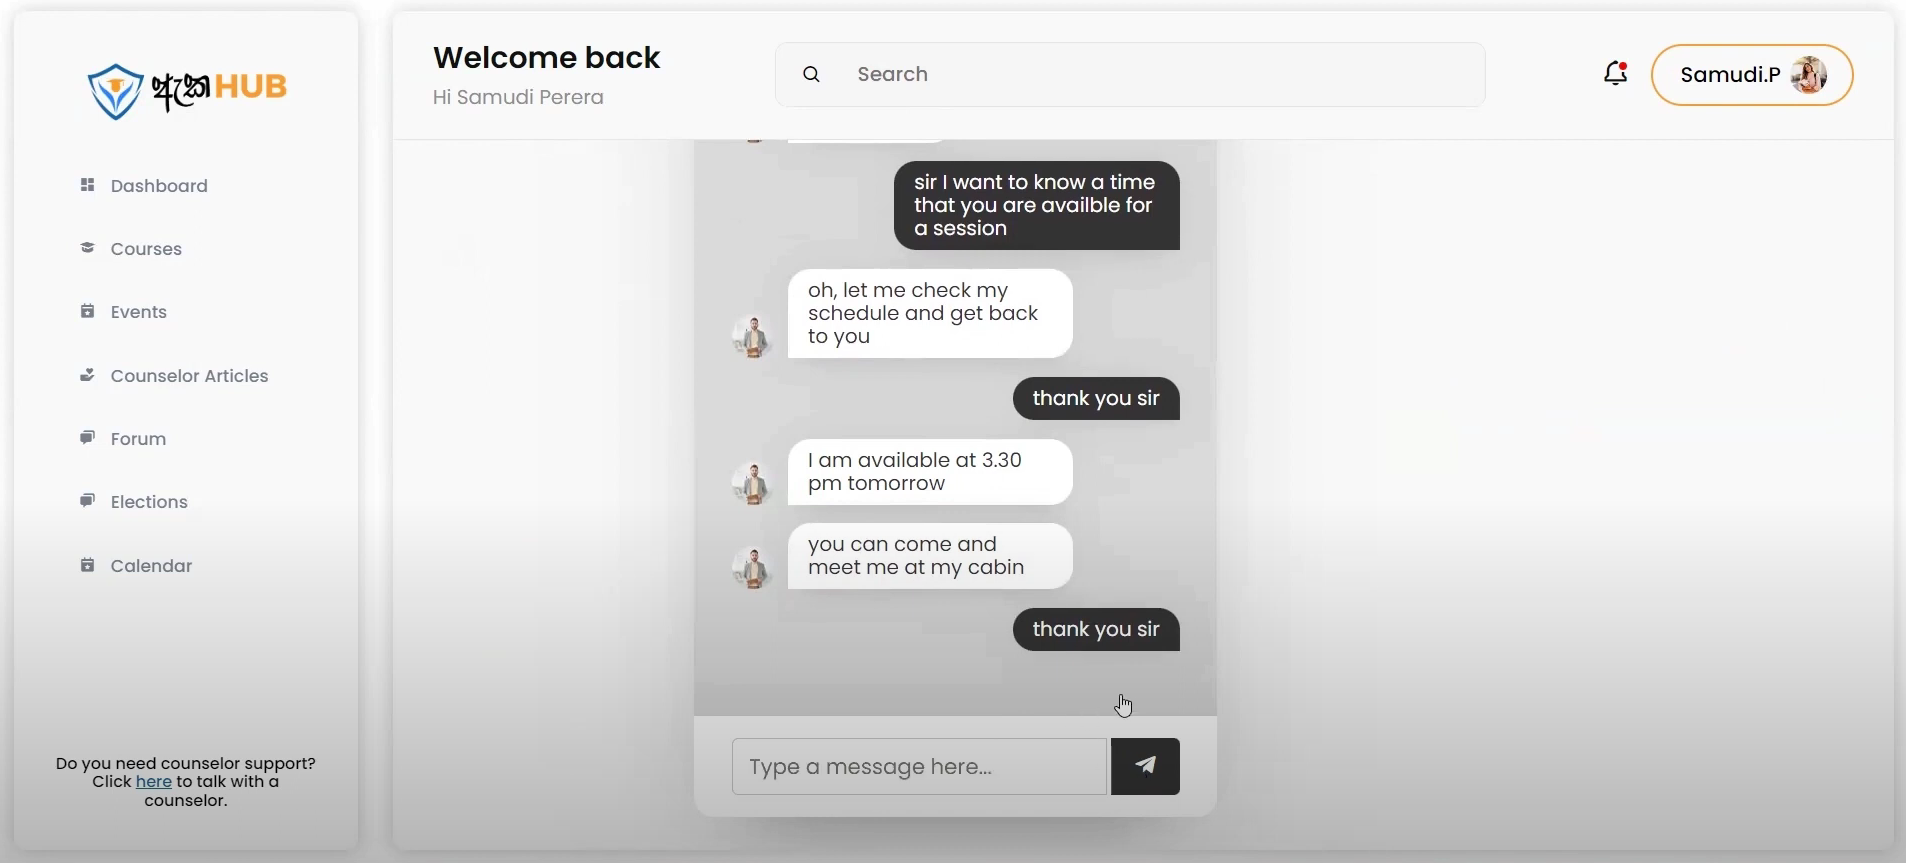 ඇක HUB
Dashboard
Courses
Events
Counselor Articles
Forum
Elections
Calendar
Do you need counselor support?
Click here to talk with a
counselor.
Welcome back
Hi Samudi Perera
Search
Samudi.P
sir I want to know a time
that you are availble for
a session
oh, let me check my
schedule and get back
to you
thank you sir
I am available at 3.30
pm tomorrow
you can come and
meet me at my cabin
thank you sir
Type a message here...